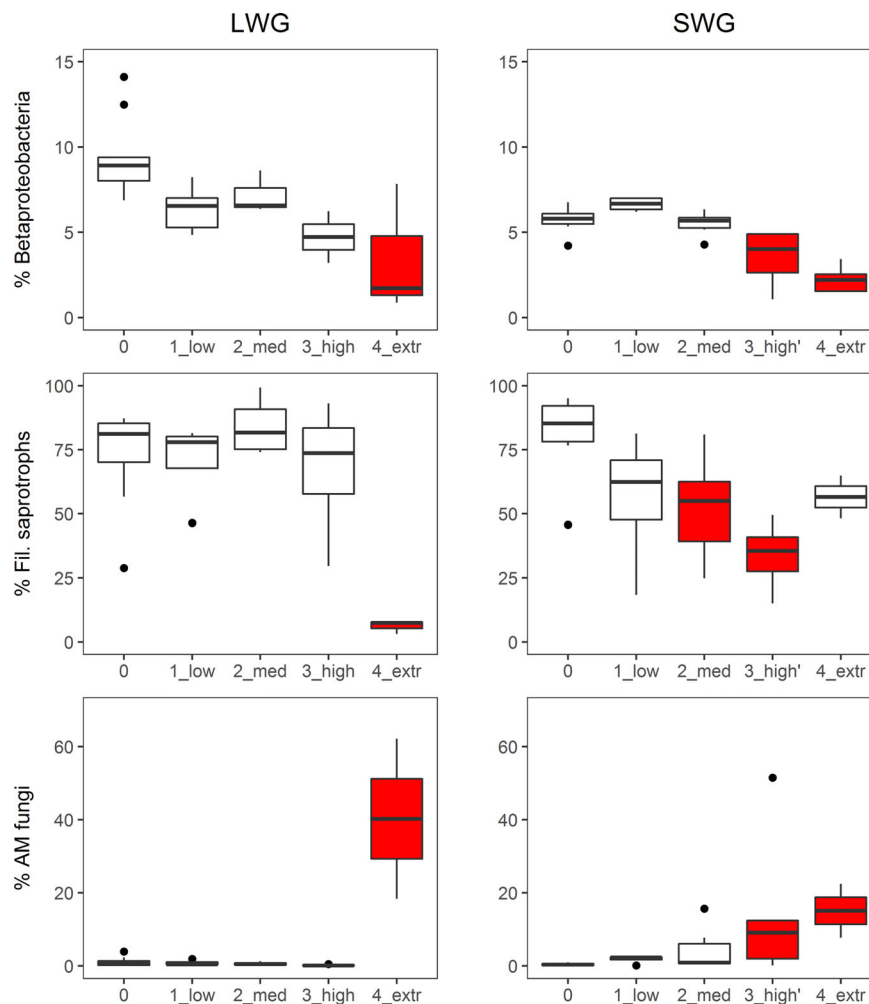 LWG
SWG
% Betaproteobacteria
15
10
5
0
0 1_low 2_med 3_high 4_extr
15
10
5
0
0 1_low 2_med 3_high' 4_extr
% Fil. saprotrophs
100
75
50
25
0
0 1_low 2_med 3_high 4_extr
100
75
50
25
0
0 1_low 2_med 3_high' 4_extr
% AM fungi
60
40
20
0
0 1_low 2_med 3_high 4_extr
60
40
20
0
0 1_low 2_med 3_high' 4_extr